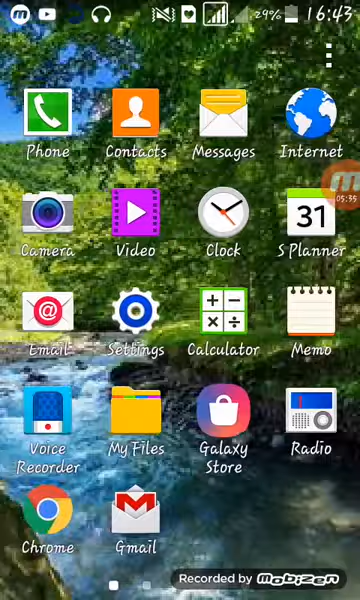 29% 16:43
Phone Contacts Messages Internet
05:35
31
Camera Video Clock S Planner
Email Settings Calculator Memo
Voice Recorder My Files Galaxy Store Radio
Chrome Gmail
Recorded by Mobizen